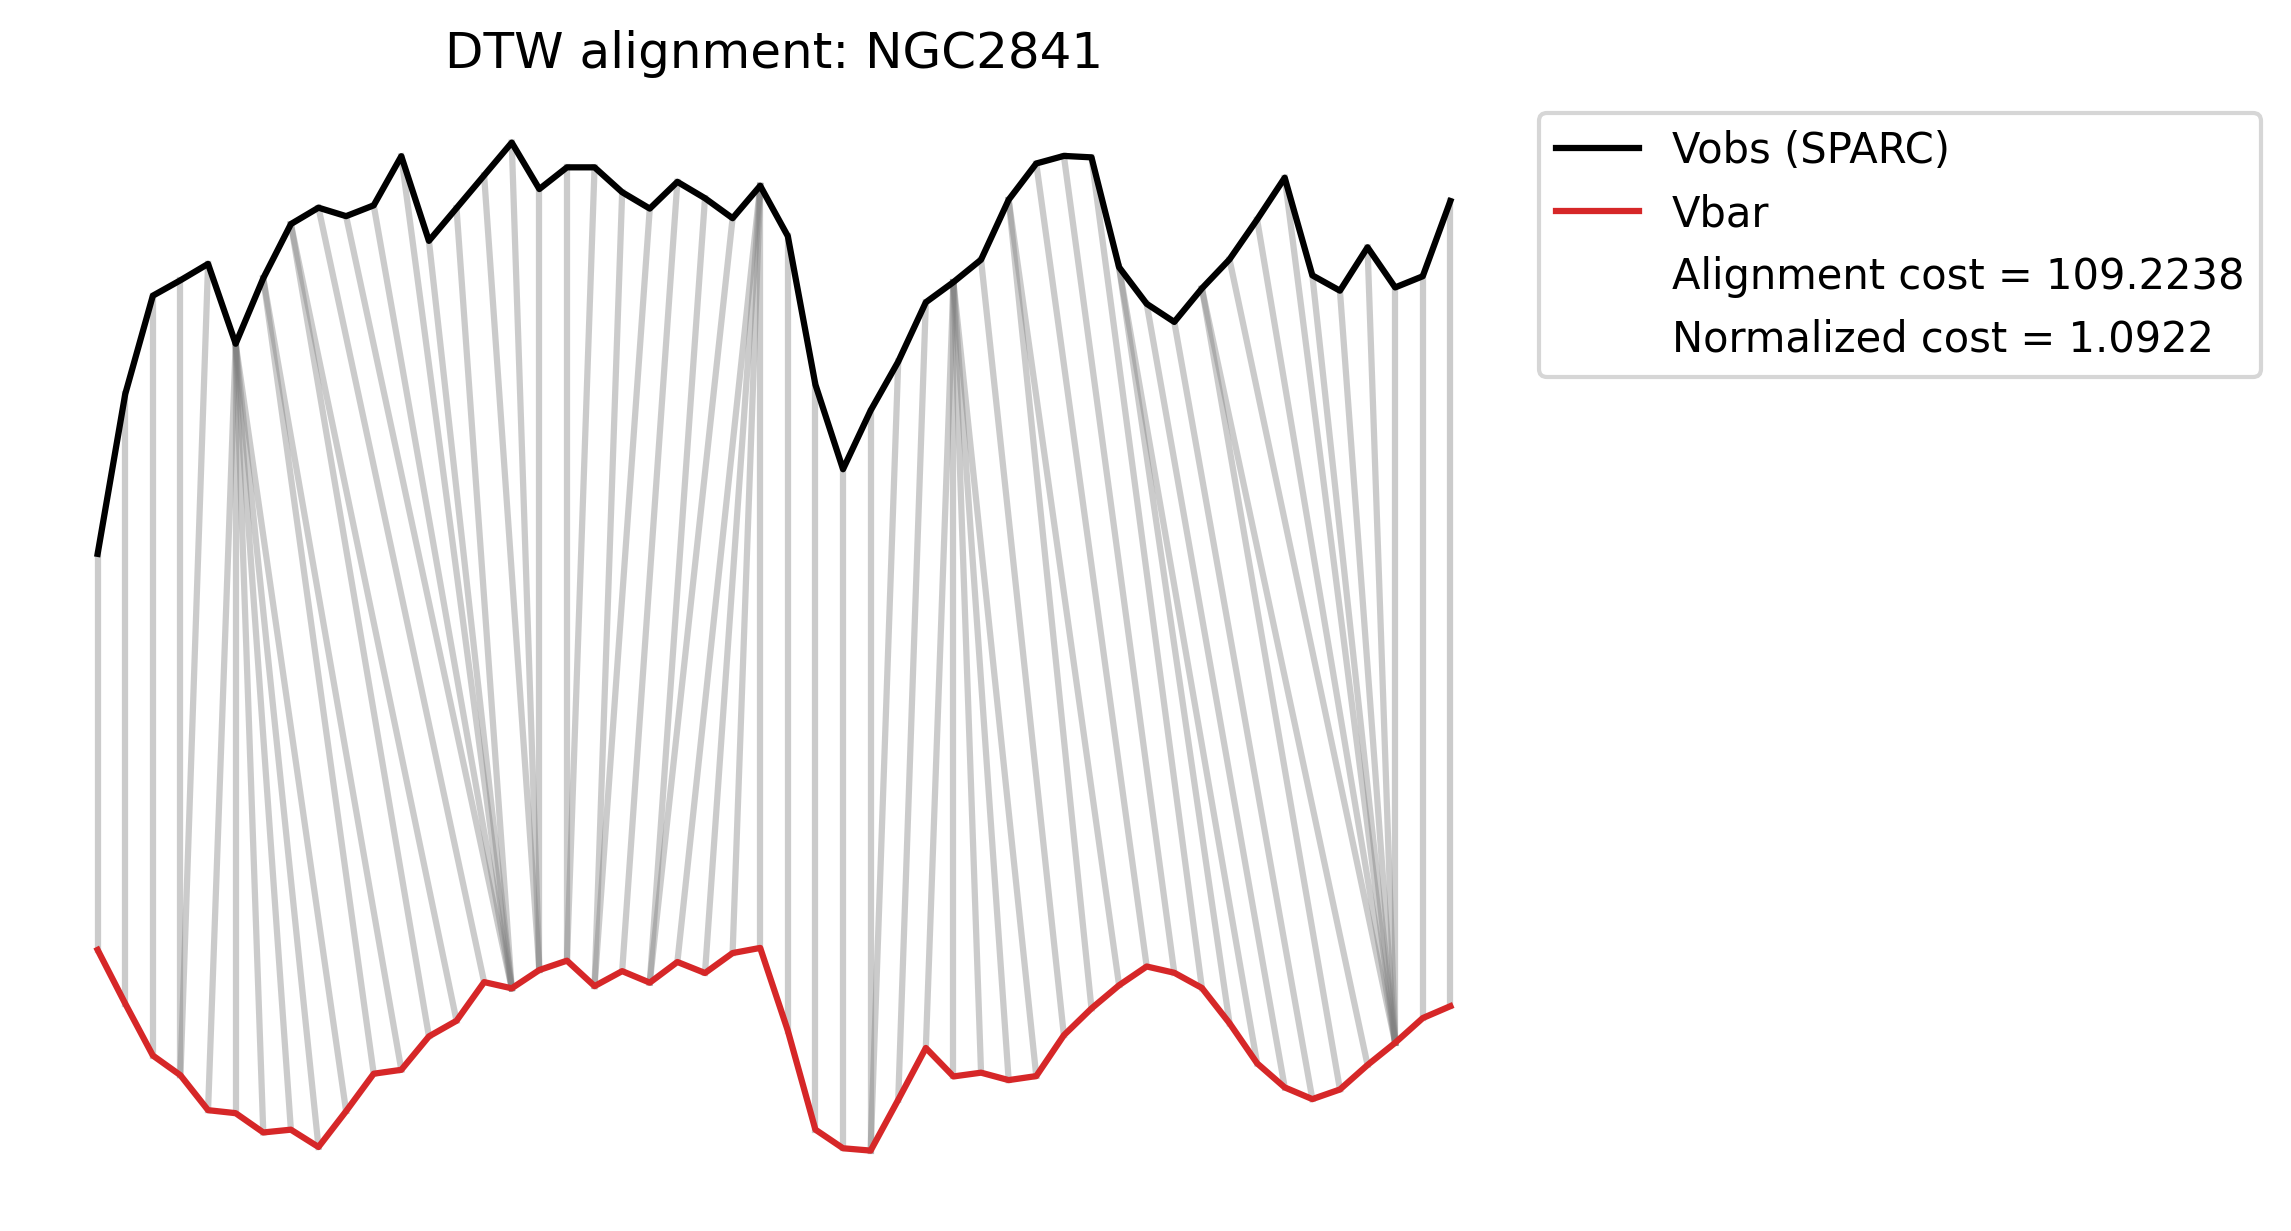 DTW alignment: NGC2841
Vobs (SPARC)
Vbar
Alignment cost = 109.2238
Normalized cost = 1.0922